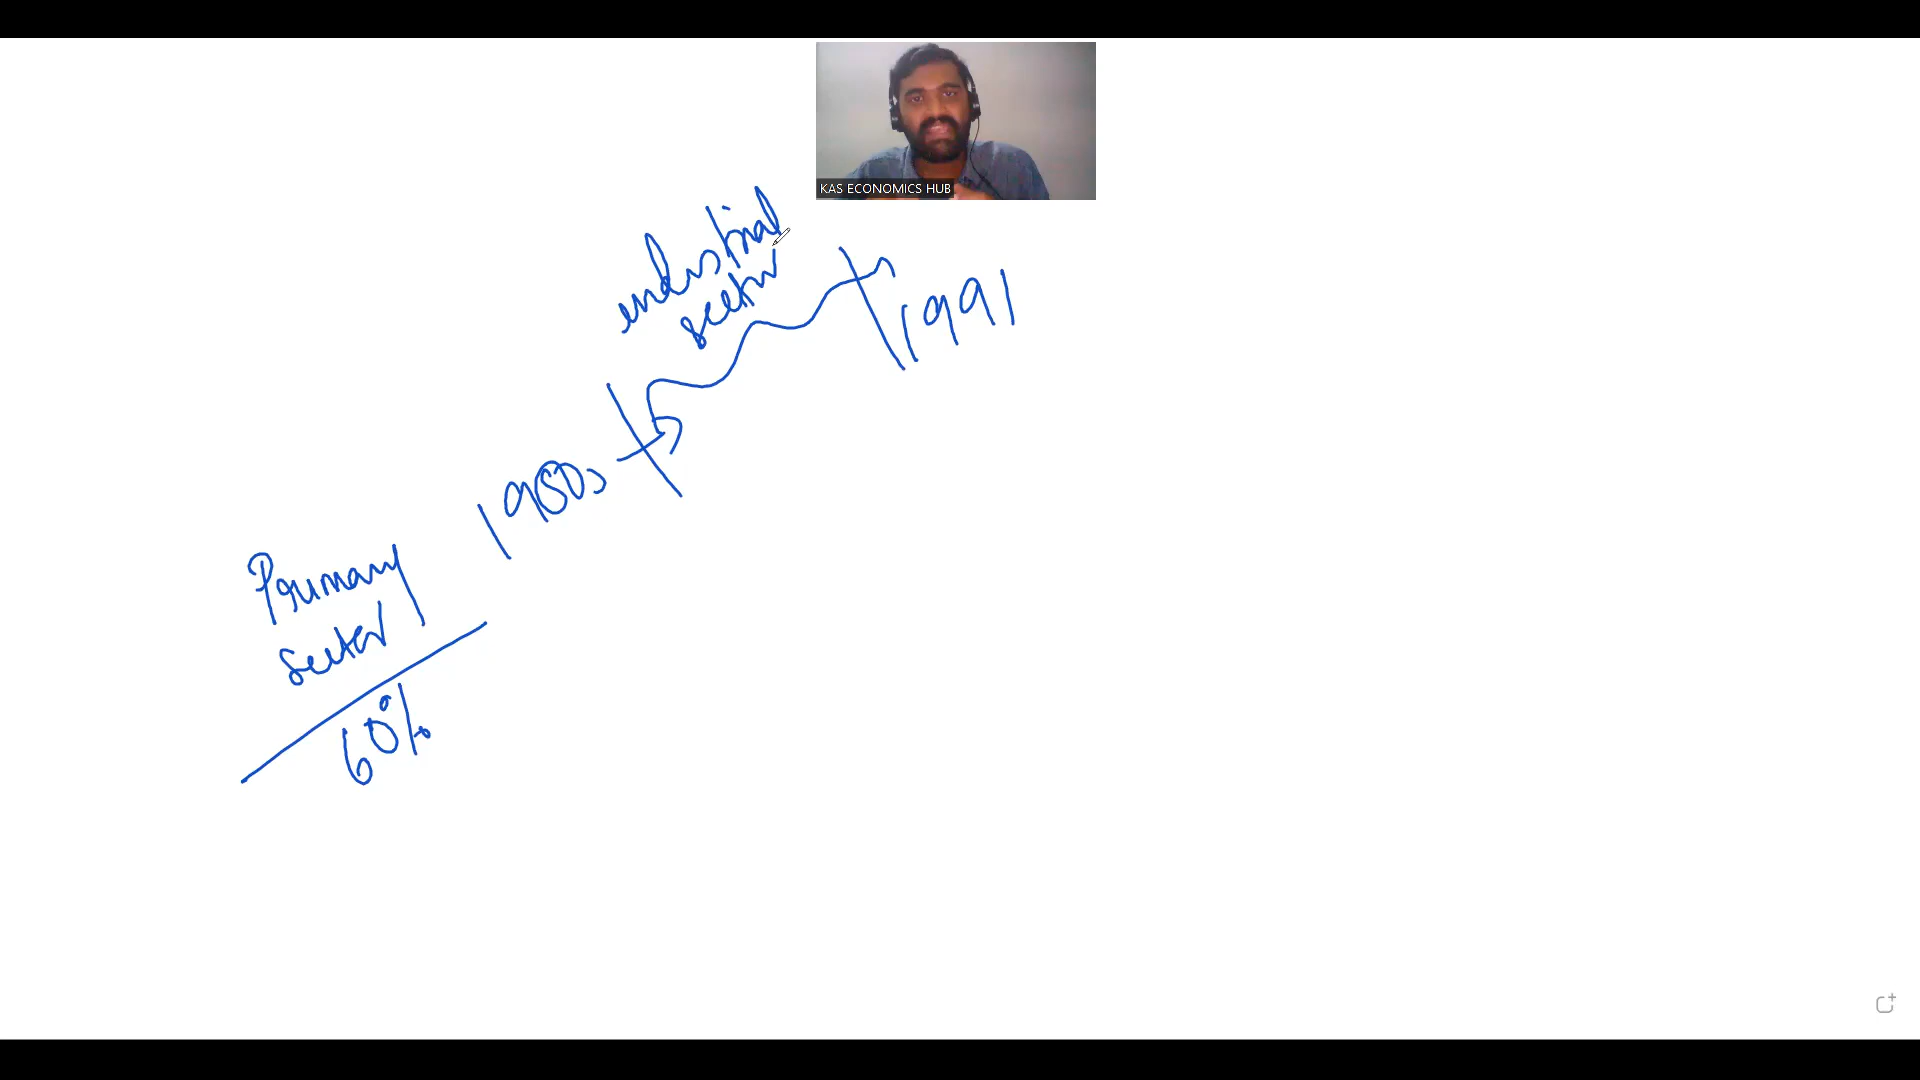 KAS ECONOMICS HUB
industrial
sector
1991
1980s
Primary
sector
60%